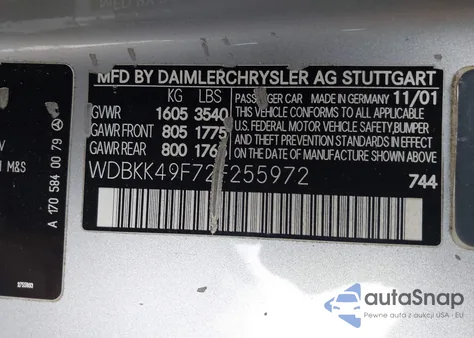 MFD BY DAIMLERCHRYSLER AG STUTTGART
KG LBS
GVWR 1605 3540
GAWR FRONT 805 1775
GAWR REAR 800 1765
PASSENGER CAR MADE IN GERMANY 11/01
THIS VEHICLE CONFORMS TO ALL APPLICABLE
U.S. FEDERAL MOTOR VEHICLE SAFETY, BUMPER
AND THEFT PREVENTION STANDARDS IN EFFECT
ON THE DATE OF MANUFACTURE SHOWN ABOVE.
WDBKK49F72F255972
744
A 170 584 00 79
M&S
autoSnap
Pewne auta z aukcji USA - EU